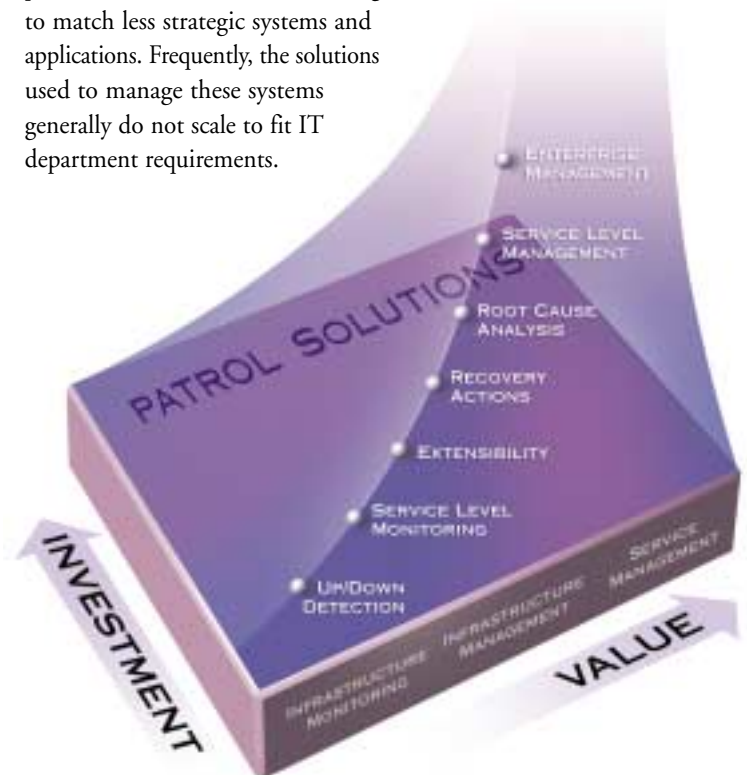 to match less strategic systems and
applications. Frequently, the solutions
used to manage these systems
generally do not scale to fit IT
department requirements.
ENTERPRISE
MANAGEMENT
SERVICE LEVEL
MANAGEMENT
PATROL SOLUTIONS
ROOT CAUSE
ANALYSIS
RECOVERY
ACTIONS
EXTENSIBILITY
SERVICE LEVEL
MONITORING
UP/DOWN
DETECTION
INVESTMENT
INFRASTRUCTURE
MONITORING
INFRASTRUCTURE
MANAGEMENT
SERVICE
MANAGEMENT
VALUE